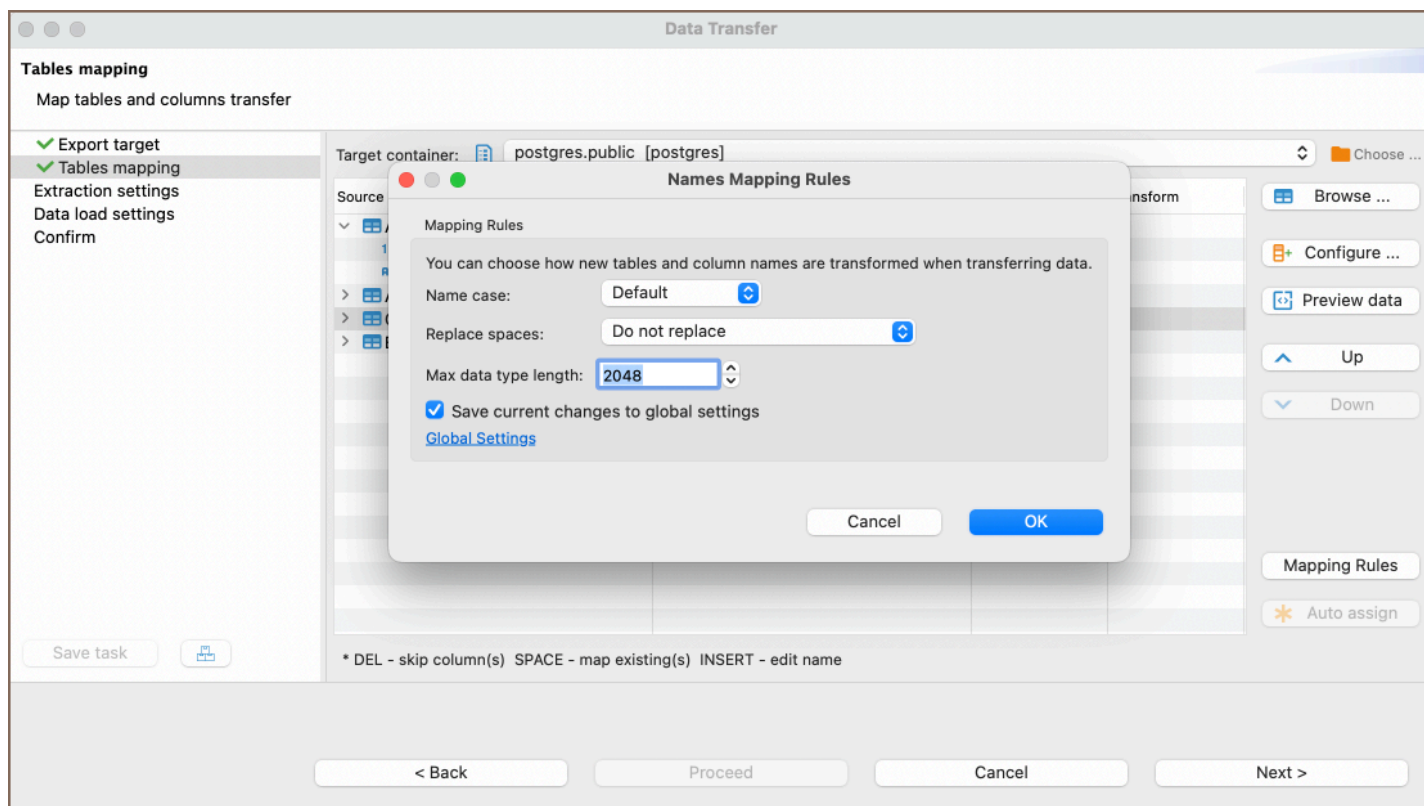 Data Transfer
Tables mapping
Map tables and columns transfer
Export target
Tables mapping
Extraction settings
Data load settings
Confirm
Target container: postgres.public [postgres] Choose ...
Source
Names Mapping Rules
Mapping Rules
You can choose how new tables and column names are transformed when transferring data.
Name case: Default
Replace spaces: Do not replace
Max data type length: 2048
Save current changes to global settings
Global Settings
Cancel OK
Browse ...
Configure ...
Preview data
Up
Down
Mapping Rules
Auto assign
Save task
* DEL - skip column(s) SPACE - map existing(s) INSERT - edit name
< Back Proceed Cancel Next >